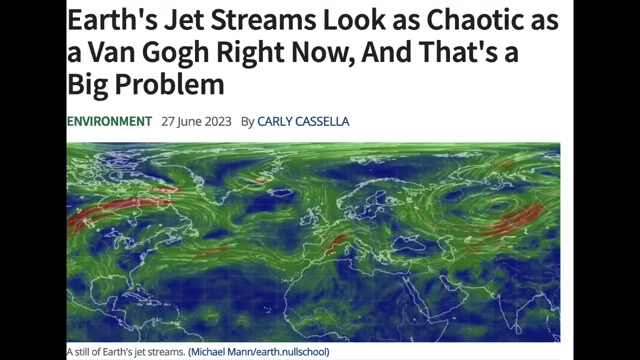 Earth's Jet Streams Look as Chaotic as
a Van Gogh Right Now, And That's a
Big Problem
ENVIRONMENT 27 June 2023 By CARLY CASSELLA
A still of Earth's jet streams. (Michael Mann/earth.nullschool)